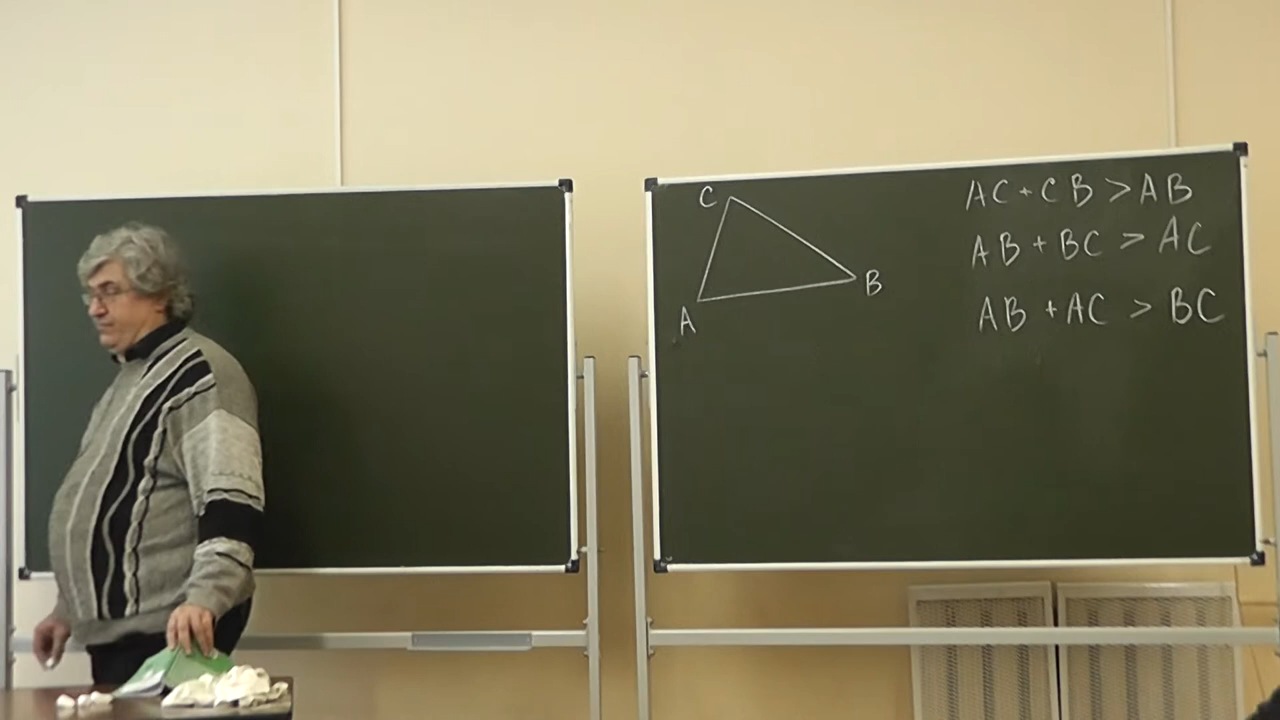 C
B
A
AC + CB > AB
AB + BC > AC
AB + AC > BC